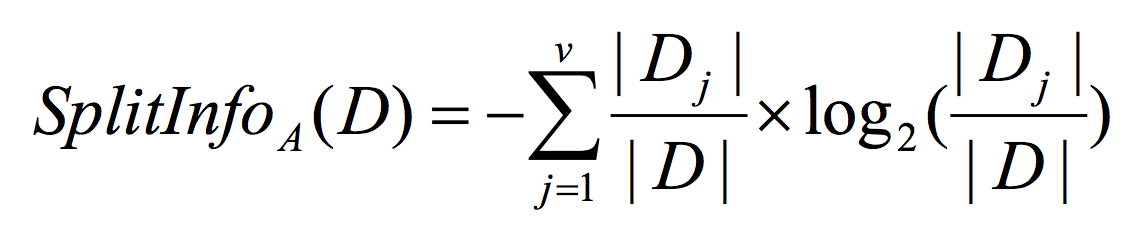 SplitInfo_A(D) = -∑_{j=1}^{v} |D_j| / |D| × log_2(|D_j| / |D|)